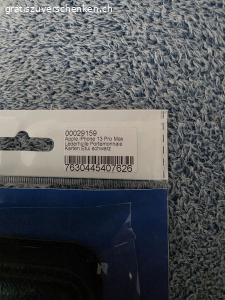 gratiszuverschenken.ch
00029159
Apple iPhone 13 Pro Max
Lederhülle Portemonnaie
Karten Etui schwarz
7630445407626